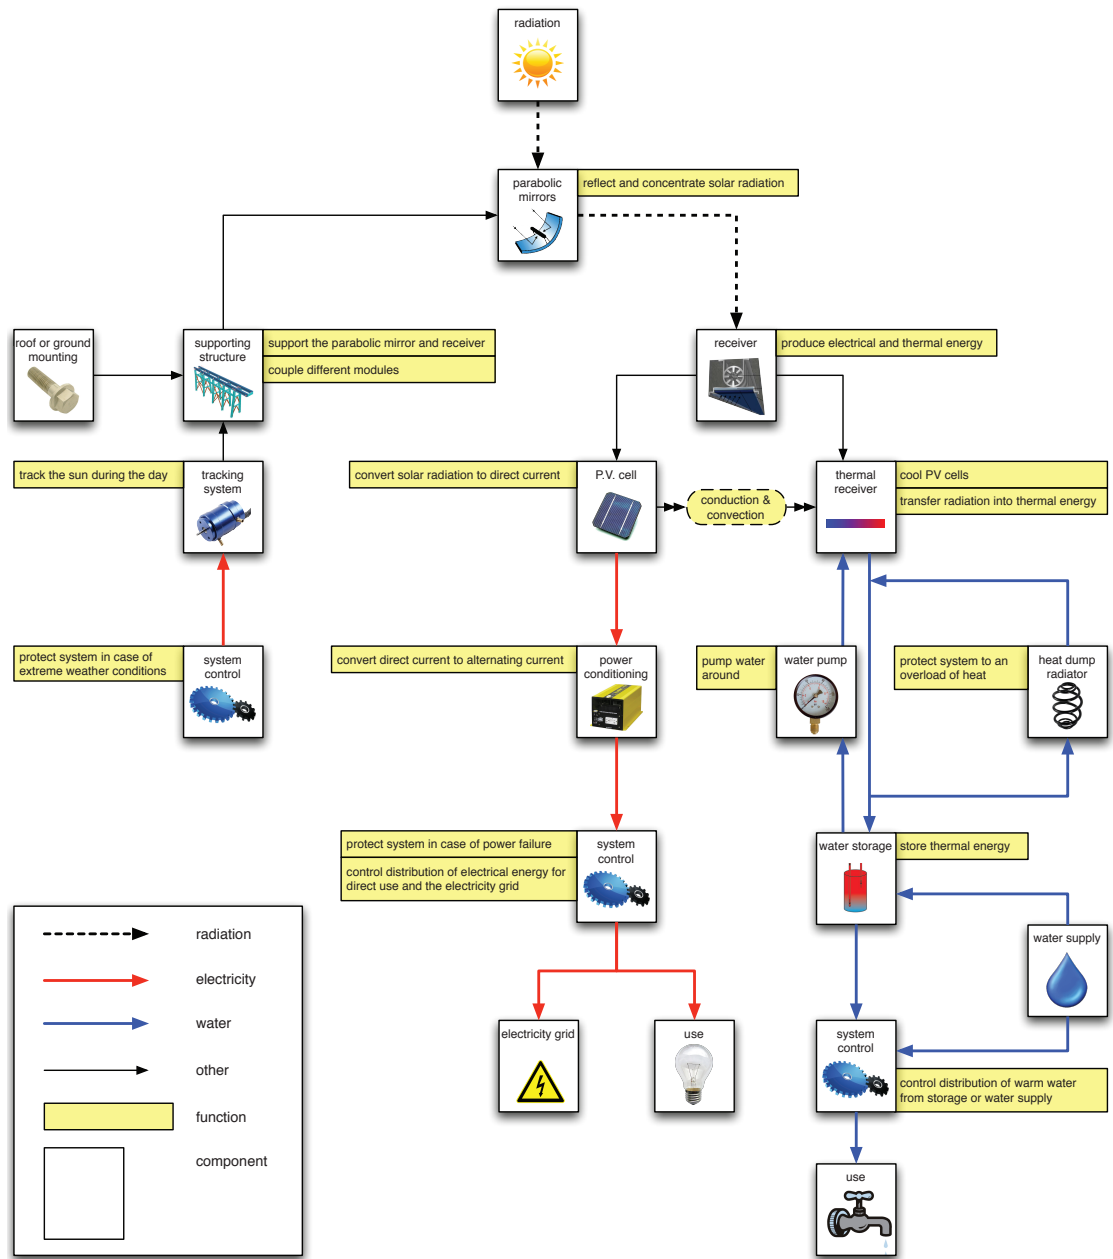 radiation
parabolic
mirrors
reflect and concentrate solar radiation
roof or ground
mounting
supporting
structure
support the parabolic mirror and receiver
couple different modules
receiver
produce electrical and thermal energy
track the sun during the day
tracking
system
convert solar radiation to direct current
P.V. cell
conduction &
convection
thermal
receiver
cool PV cells
transfer radiation into thermal energy
protect system in case of
extreme weather conditions
system
control
convert direct current to alternating current
power
conditioning
pump water
around
water pump
protect system to an
overload of heat
heat dump
radiator
protect system in case of power failure
control distribution of electrical energy for
direct use and the electricity grid
system
control
water storage
store thermal energy
water supply
electricity grid
use
system
control
control distribution of warm water
from storage or water supply
use
radiation
electricity
water
other
function
component